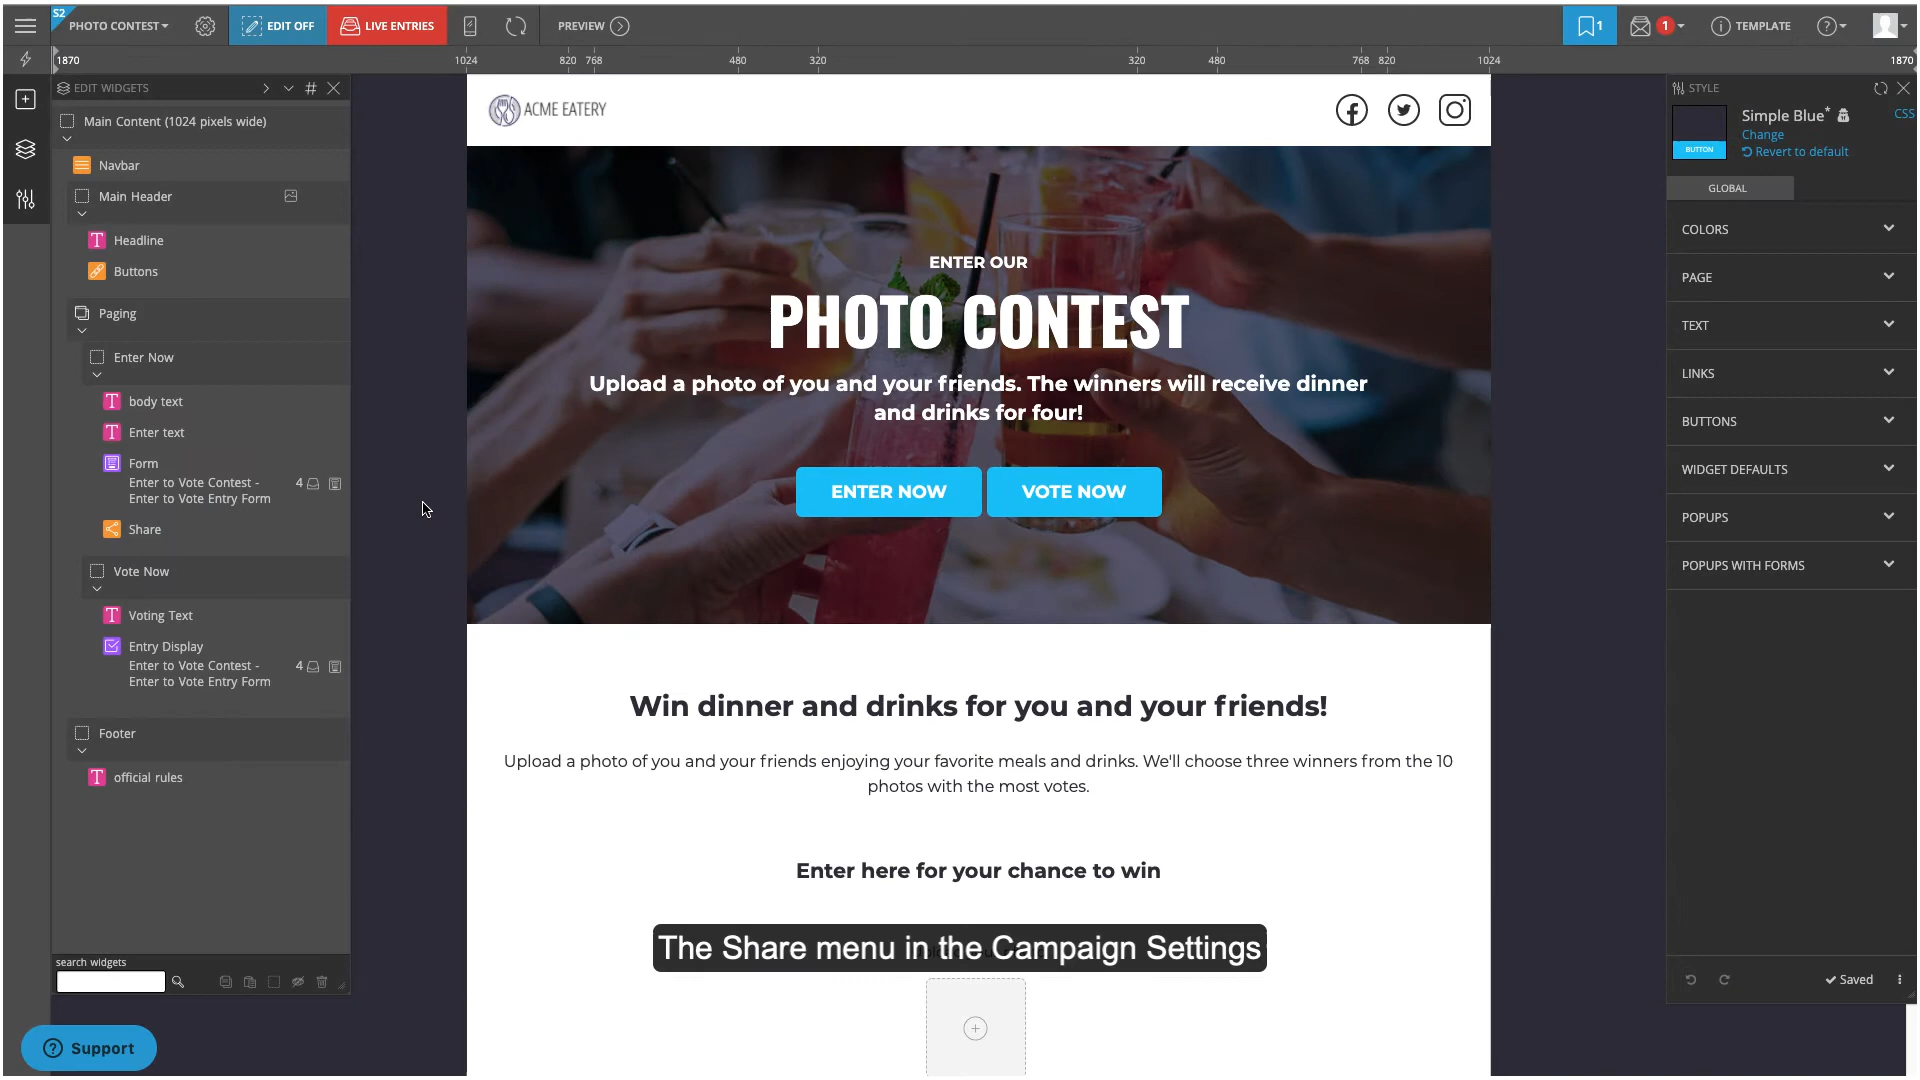 S2
PHOTO CONTEST
EDIT OFF
LIVE ENTRIES
PREVIEW
1
1
TEMPLATE
1870
1024
820
768
480
320
320
480
768
820
1024
1870
EDIT WIDGETS
#
Main Content (1024 pixels wide)
Navbar
Main Header
Headline
Buttons
Paging
Enter Now
body text
Enter text
Form
Enter to Vote Contest -
Enter to Vote Entry Form
4
Share
Vote Now
Voting Text
Entry Display
Enter to Vote Contest -
Enter to Vote Entry Form
4
Footer
official rules
search widgets
Support
ACME EATERY
ENTER OUR
PHOTO CONTEST
Upload a photo of you and your friends. The winners will receive dinner
and drinks for four!
ENTER NOW
VOTE NOW
Win dinner and drinks for you and your friends!
Upload a photo of you and your friends enjoying your favorite meals and drinks. We'll choose three winners from the 10
photos with the most votes.
Enter here for your chance to win
The Share menu in the Campaign Settings
STYLE
BUTTON
Simple Blue*
CSS
Change
Revert to default
GLOBAL
COLORS
PAGE
TEXT
LINKS
BUTTONS
WIDGET DEFAULTS
POPUPS
POPUPS WITH FORMS
Saved